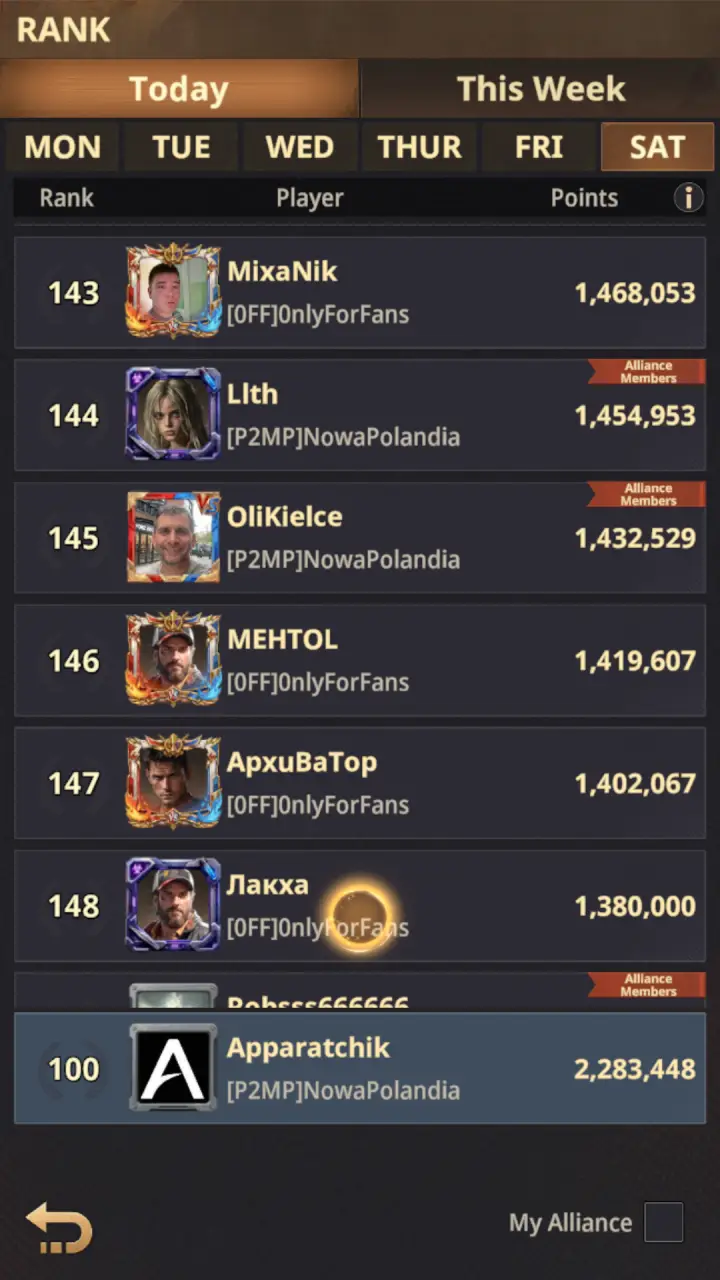 RANK
Today
This Week
MON TUE WED THUR FRI SAT
Rank Player Points
143 MixaNik 1,468,053
[0FF]0nlyForFans
Alliance Members
144 Llth 1,454,953
[P2MP]NowaPolandia
Alliance Members
145 OliKielce 1,432,529
[P2MP]NowaPolandia
146 MEHTOL 1,419,607
[0FF]0nlyForFans
147 ApxuBaTop 1,402,067
[0FF]0nlyForFans
148 Лакха 1,380,000
[0FF]0nlyForFans
Alliance Members
Robsss666666
100 Apparatchik 2,283,448
[P2MP]NowaPolandia
My Alliance